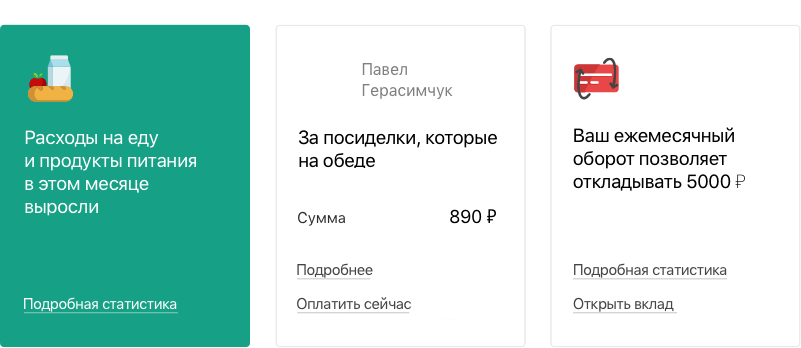 Расходы на еду
и продукты питания
в этом месяце
выросли
Подробная статистика
Павел
Герасимчук
За посиделки, которые
на обеде
Сумма 890 ₽
Подробнее
Оплатить сейчас
Ваш ежемесячный
оборот позволяет
откладывать 5000 ₽
Подробная статистика
Открыть вклад